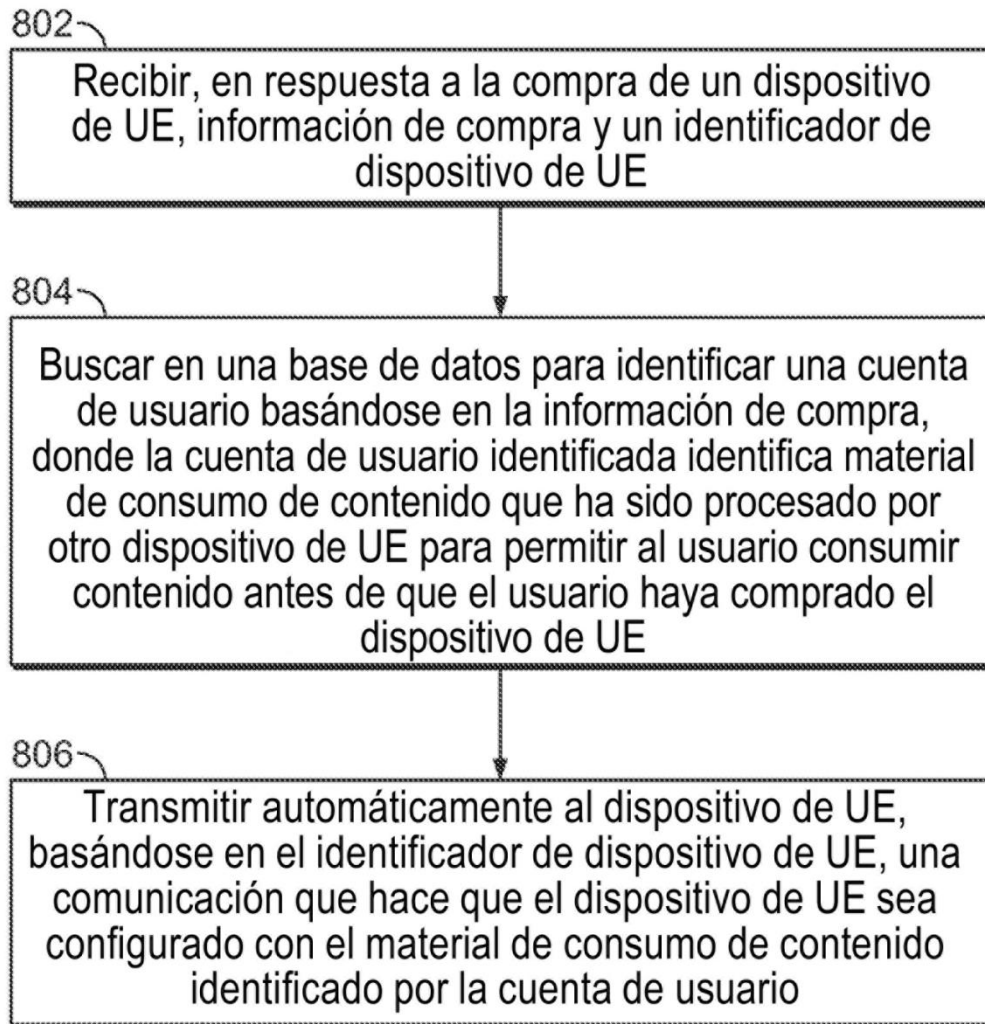 802
Recibir, en respuesta a la compra de un dispositivo
de UE, información de compra y un identificador de
dispositivo de UE
804
Buscar en una base de datos para identificar una cuenta
de usuario basándose en la información de compra,
donde la cuenta de usuario identificada identifica material
de consumo de contenido que ha sido procesado por
otro dispositivo de UE para permitir al usuario consumir
contenido antes de que el usuario haya comprado el
dispositivo de UE
806
Transmitir automáticamente al dispositivo de UE,
basándose en el identificador de dispositivo de UE, una
comunicación que hace que el dispositivo de UE sea
configurado con el material de consumo de contenido
identificado por la cuenta de usuario